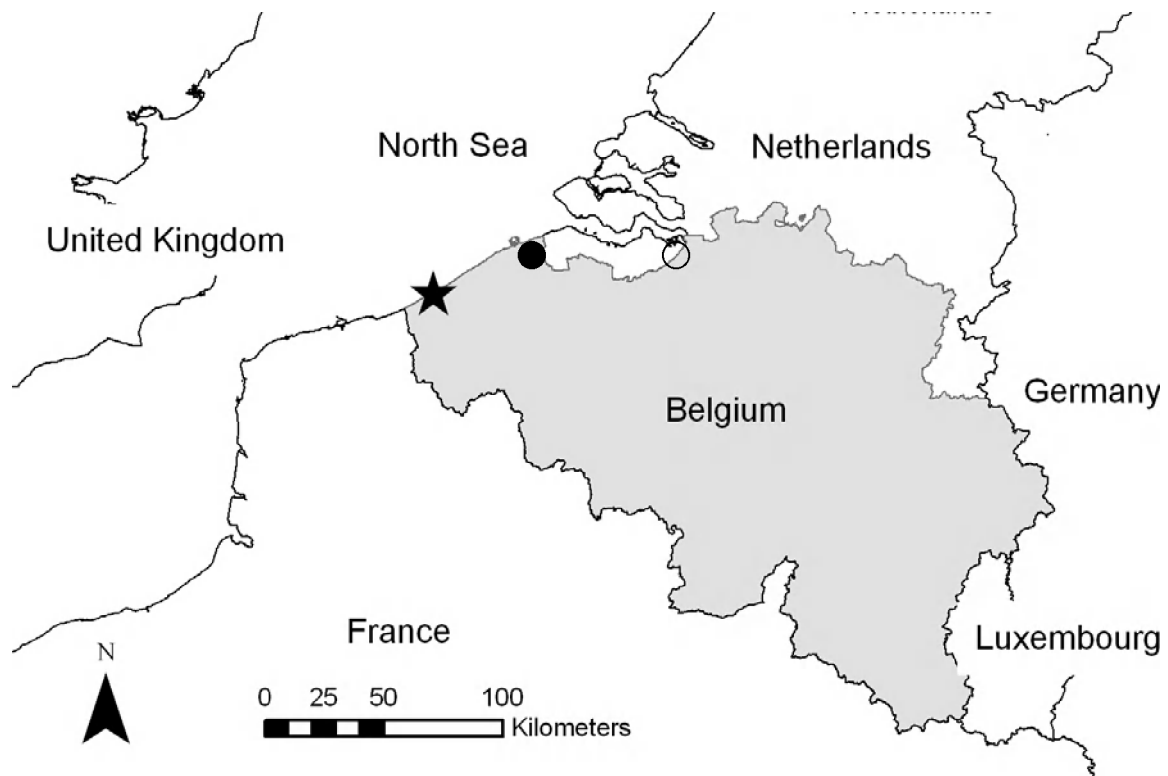 North Sea
Netherlands
United Kingdom
Germany
Belgium
France
Luxembourg
N
0 25 50 100
Kilometers